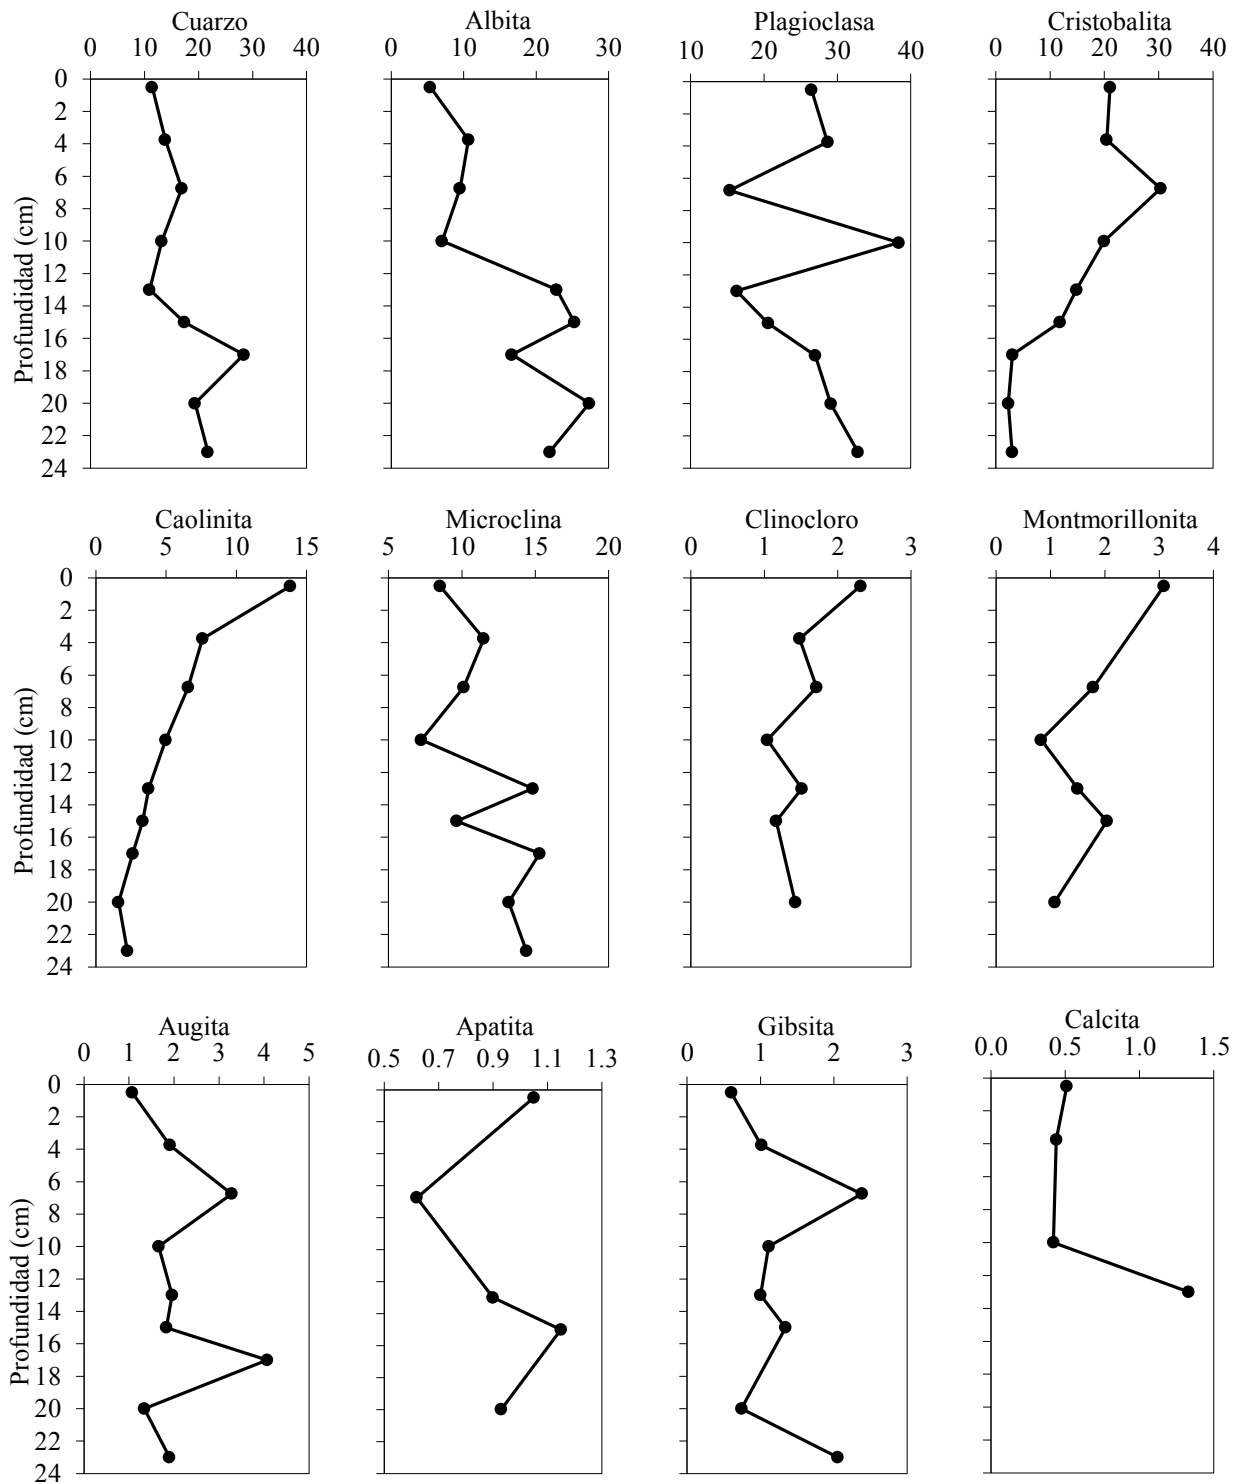 Cuarzo
0 10 20 30 40
Albita
0 10 20 30
Plagioclasa
10 20 30 40
Cristobalita
0 10 20 30 40
Profundidad (cm)
0
2
4
6
8
10
12
14
16
18
20
22
24
Caolinita
0 5 10 15
Microclina
5 10 15 20
Clinocloro
0 1 2 3
Montmorillonita
0 1 2 3 4
Profundidad (cm)
0
2
4
6
8
10
12
14
16
18
20
22
24
Augita
0 1 2 3 4 5
Apatita
0.5 0.7 0.9 1.1 1.3
Gibsita
0 1 2 3
Calcita
0.0 0.5 1.0 1.5
Profundidad (cm)
0
2
4
6
8
10
12
14
16
18
20
22
24